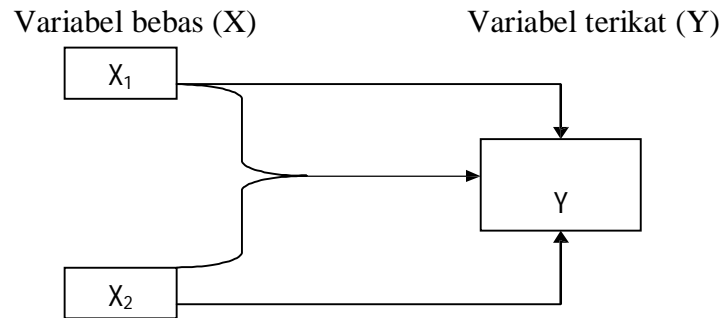 Variabel bebas (X) Variabel terikat (Y)
X₁
Y
X₂